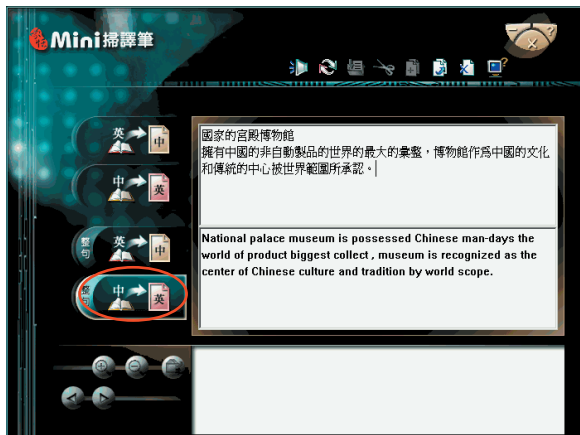 Mini掃譯筆
英 中
中 英
整句 英 中
整句 中 英
國家的宮殿博物館
擁有中國的非自動製品的世界的最大的彙整，博物館作爲中國的文化
和傳統的中心被世界範圍所承認。
National palace museum is possessed Chinese man-days the
world of product biggest collect , museum is recognized as the
center of Chinese culture and tradition by world scope.